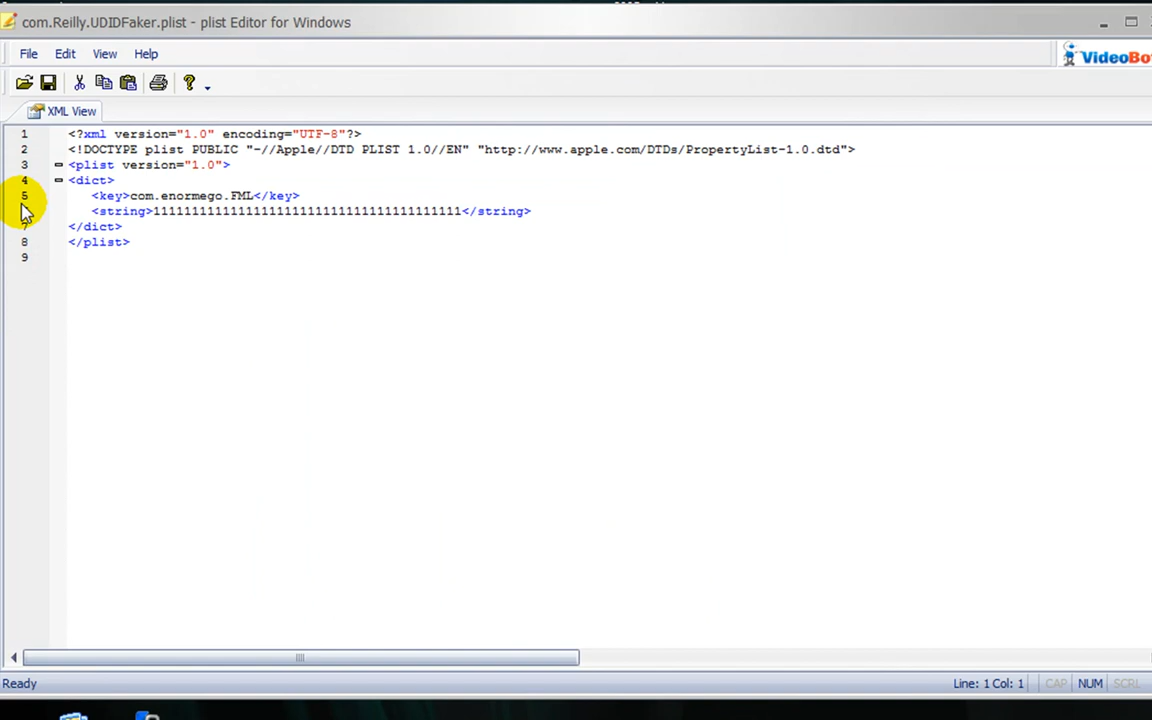 com.Reilly.UDIDFaker.plist - plist Editor for Windows
File Edit View Help
VideoBo
XML View
1 <?xml version="1.0" encoding="UTF-8"?>
2 <!DOCTYPE plist PUBLIC "-//Apple//DTD PLIST 1.0//EN" "http://www.apple.com/DTDs/PropertyList-1.0.dtd">
3 <plist version="1.0">
4 <dict>
5 <key>com.enormego.FML</key>
<string>1111111111111111111111111111111111111111</string>
7 </dict>
8 </plist>
9
Ready Line: 1 Col: 1 CAP NUM SCRL